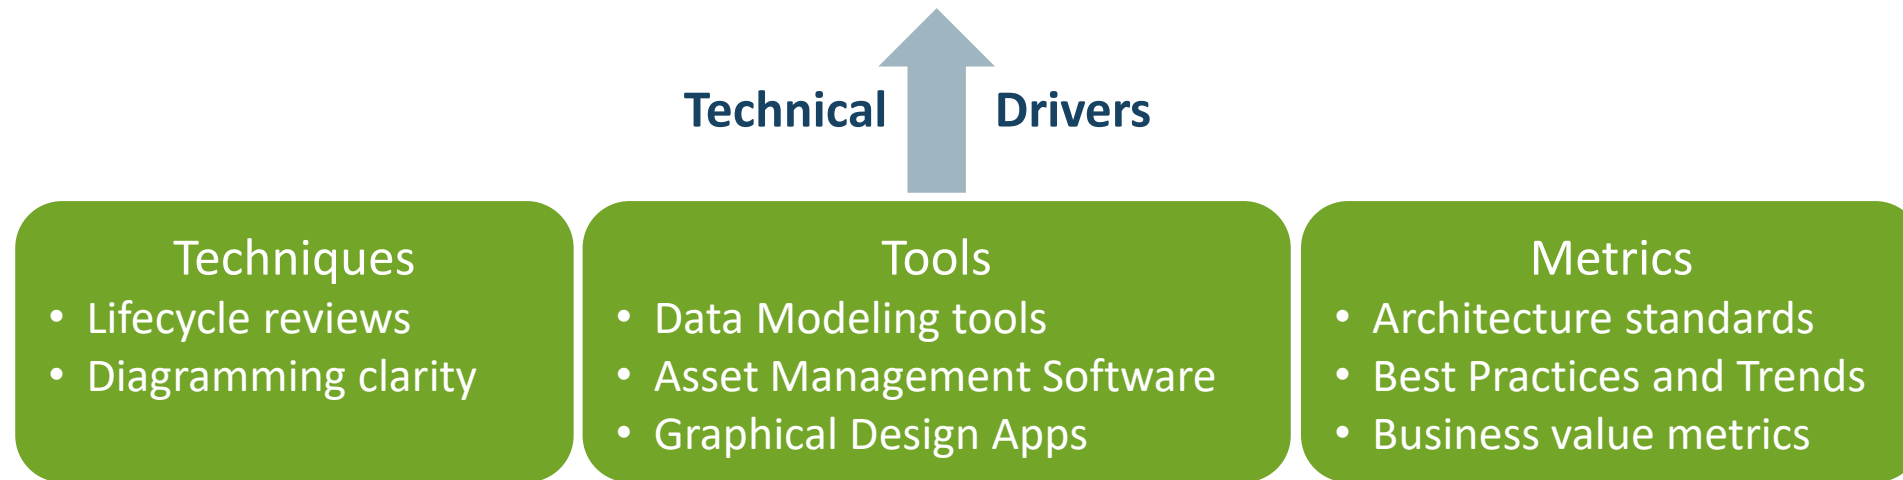 Technical Drivers
Techniques
• Lifecycle reviews
• Diagramming clarity
Tools
• Data Modeling tools
• Asset Management Software
• Graphical Design Apps
Metrics
• Architecture standards
• Best Practices and Trends
• Business value metrics